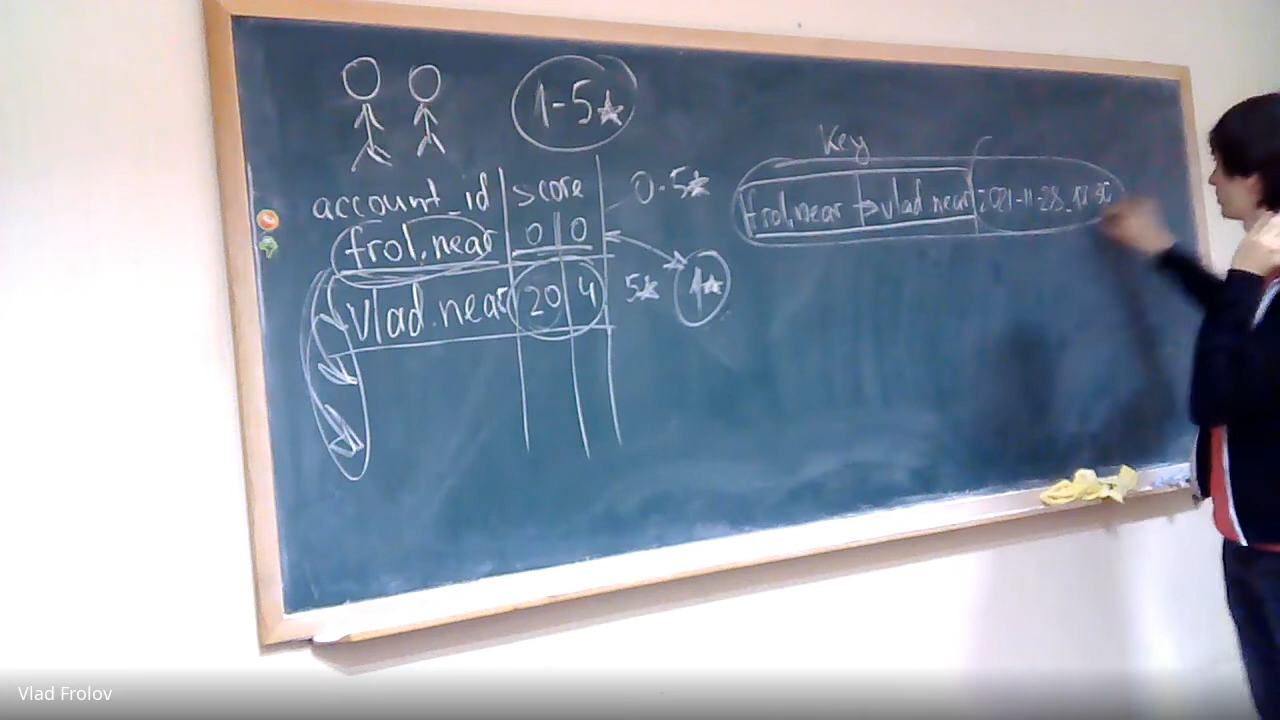 1-5★
Key
account_id score 0.5★
frol.near → vlad.near 2021-11-28
frol.near 0 0
vlad.near 20 4 5★ 1★
Vlad Frolov